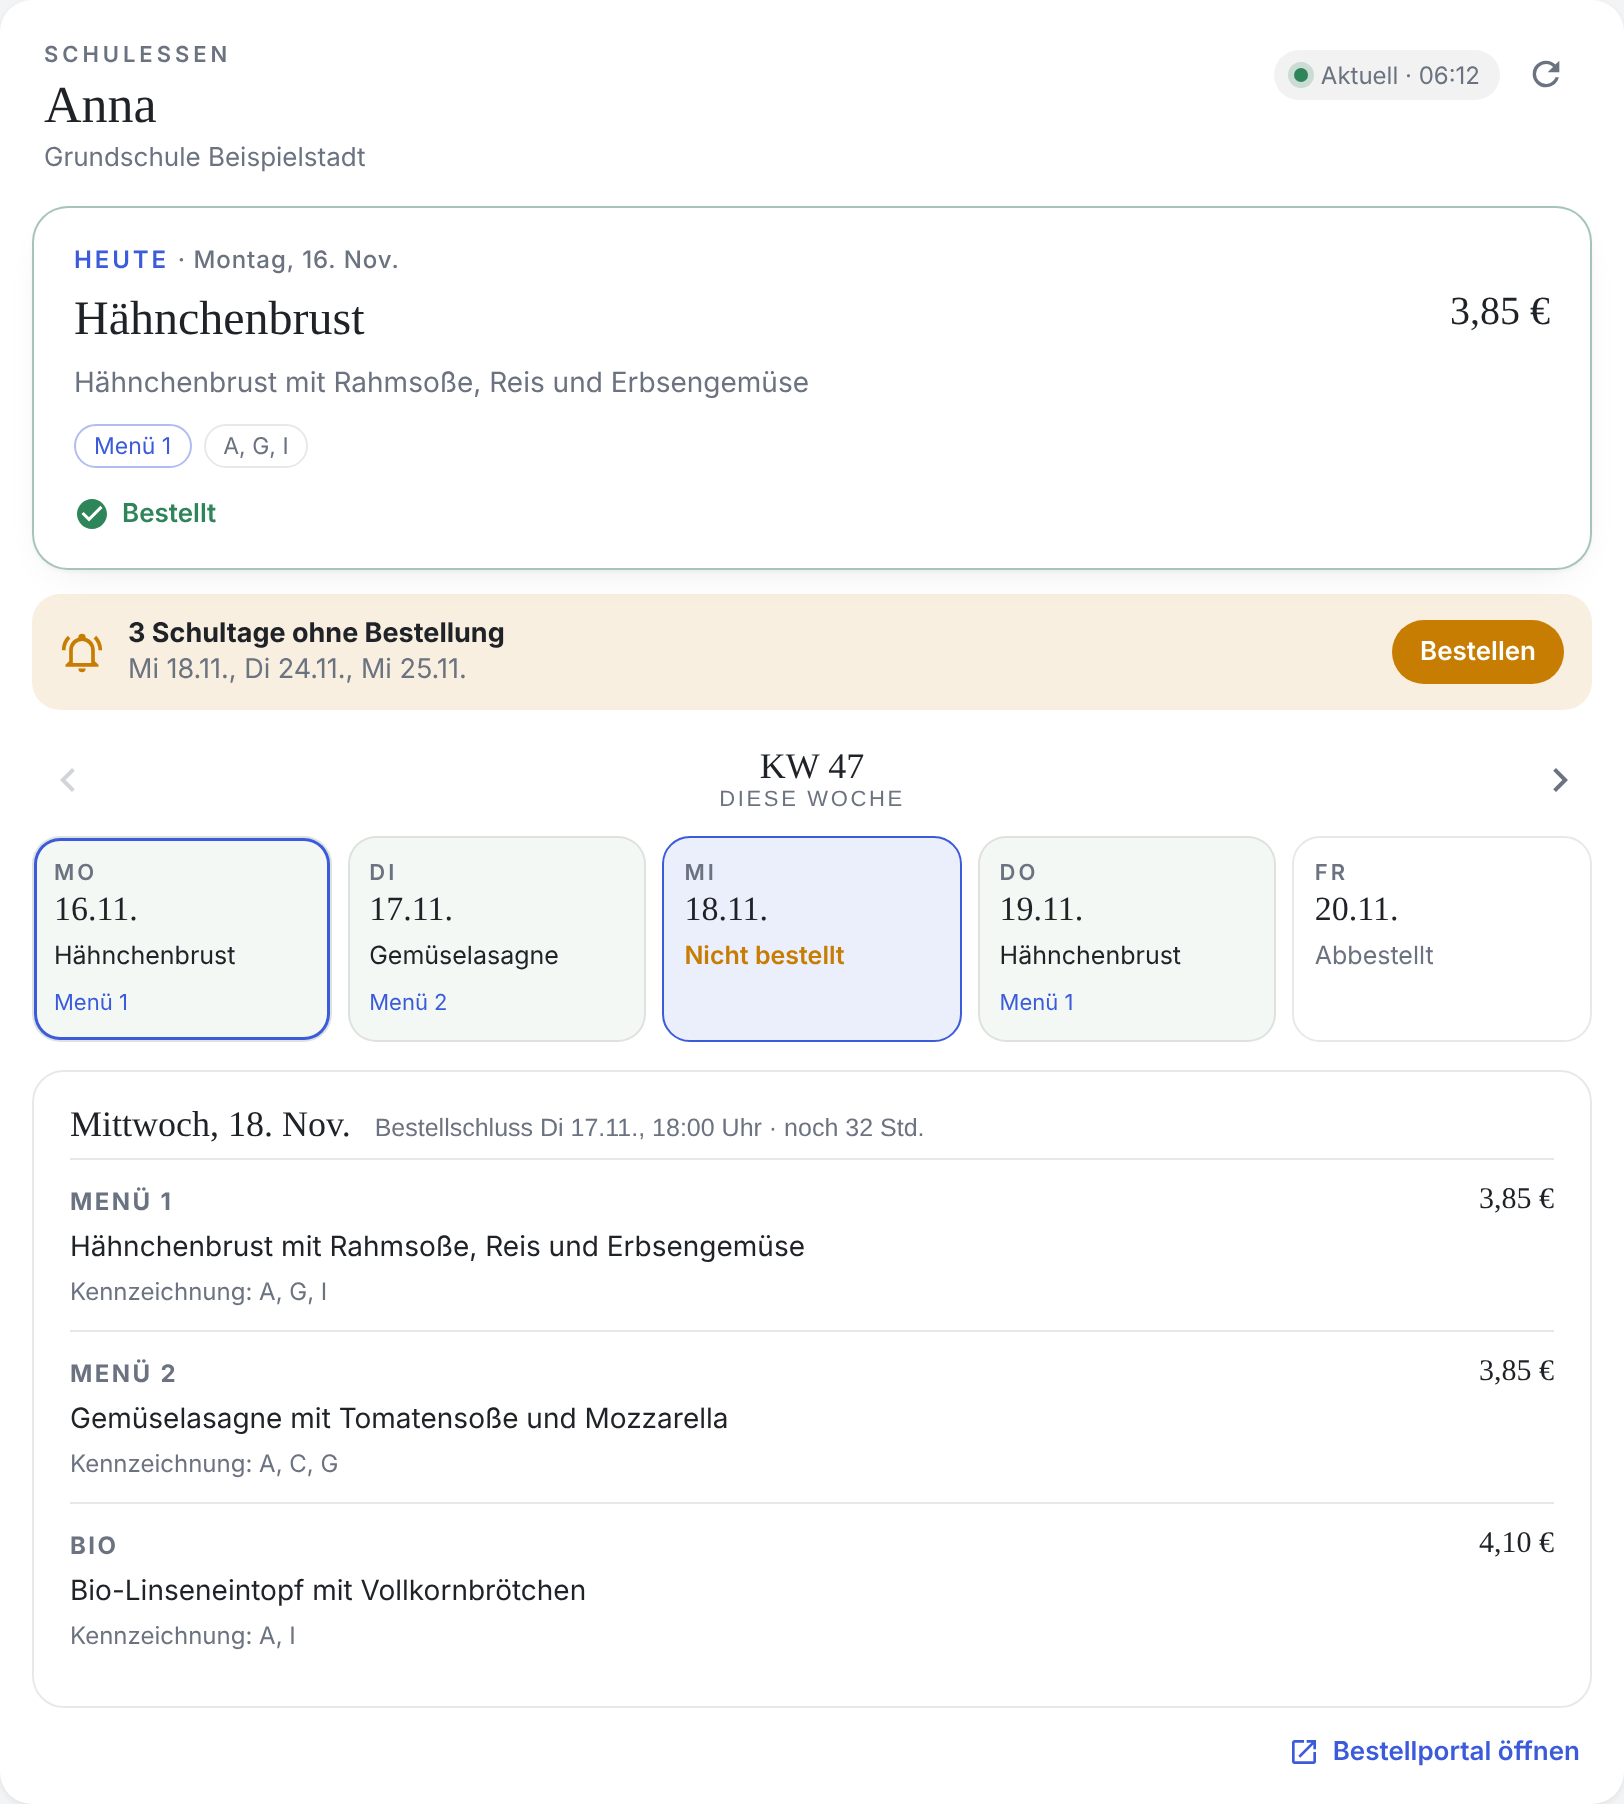 SCHULESSEN
Anna
Grundschule Beispielstadt
Aktuell · 06:12
HEUTE · Montag, 16. Nov.
Hähnchenbrust
3,85 €
Hähnchenbrust mit Rahmsoße, Reis und Erbsengemüse
Menü 1
A, G, I
Bestellt
3 Schultage ohne Bestellung
Mi 18.11., Di 24.11., Mi 25.11.
Bestellen
KW 47
DIESE WOCHE
MO
16.11.
Hähnchenbrust
Menü 1
DI
17.11.
Gemüselasagne
Menü 2
MI
18.11.
Nicht bestellt
DO
19.11.
Hähnchenbrust
Menü 1
FR
20.11.
Abbestellt
Mittwoch, 18. Nov. Bestellschluss Di 17.11., 18:00 Uhr · noch 32 Std.
MENÜ 1
3,85 €
Hähnchenbrust mit Rahmsoße, Reis und Erbsengemüse
Kennzeichnung: A, G, I
MENÜ 2
3,85 €
Gemüselasagne mit Tomatensoße und Mozzarella
Kennzeichnung: A, C, G
BIO
4,10 €
Bio-Linseneintopf mit Vollkornbrötchen
Kennzeichnung: A, I
Bestellportal öffnen